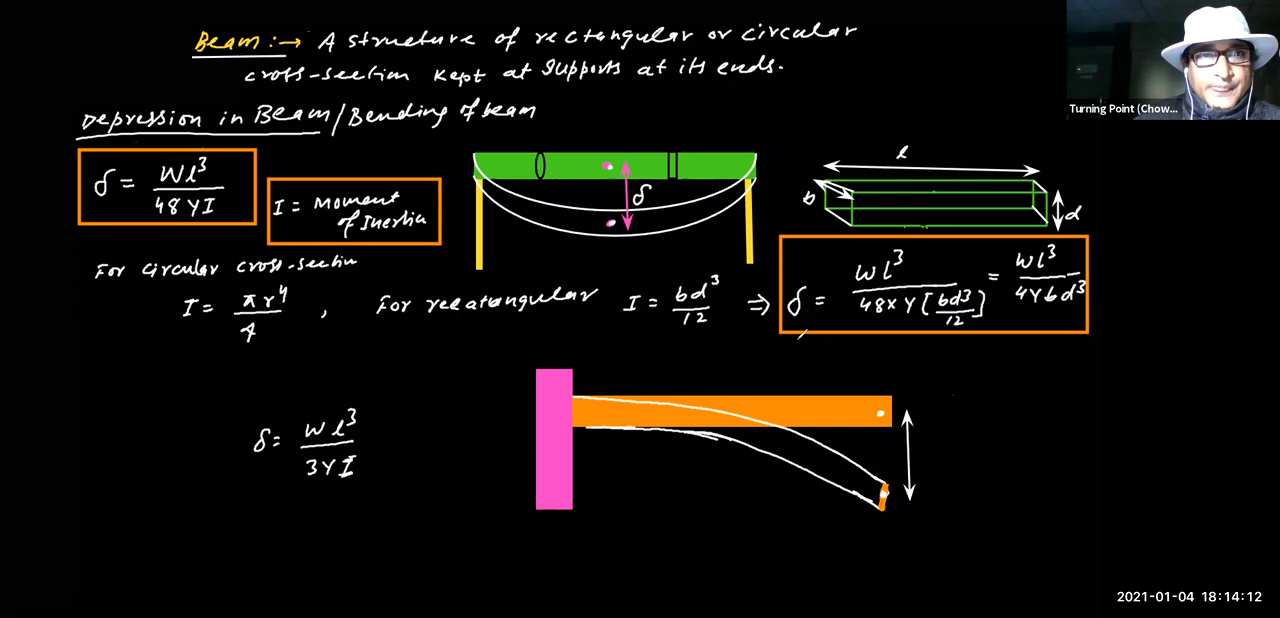 Beam :→ A structure of rectangular or circular
cross-section kept at supports at its ends.
Depression in Beam/Bending of beam
δ = Wl³/48YI
I = Moment of Inertia
δ
l
b
d
For circular cross-section
I = πr⁴/4 , For rectangular I = bd³/12 ⇒ δ = Wl³/48×Y[bd³/12] = Wl³/4Ybd³
δ = Wl³/3YI
Turning Point (Chow...
2021-01-04 18:14:12